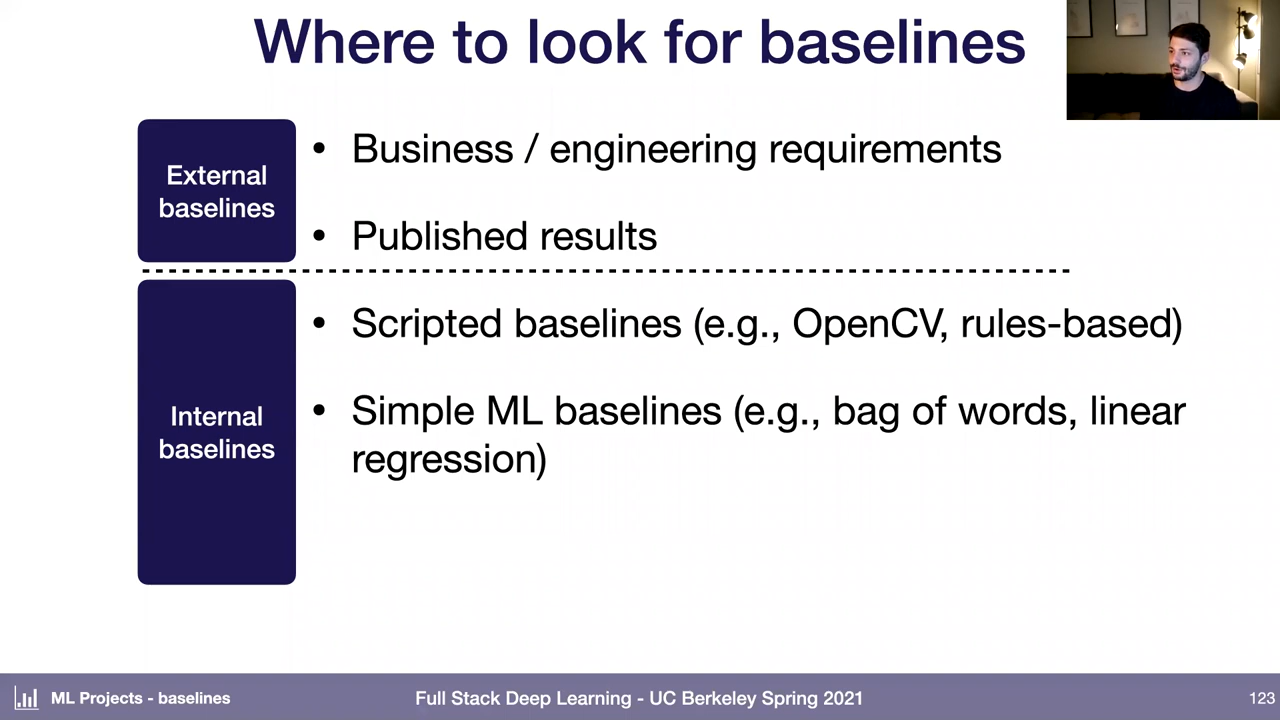 Where to look for baselines
External
baselines
• Business / engineering requirements
• Published results
Internal
baselines
• Scripted baselines (e.g., OpenCV, rules-based)
• Simple ML baselines (e.g., bag of words, linear
regression)
ML Projects - baselines
Full Stack Deep Learning - UC Berkeley Spring 2021
123